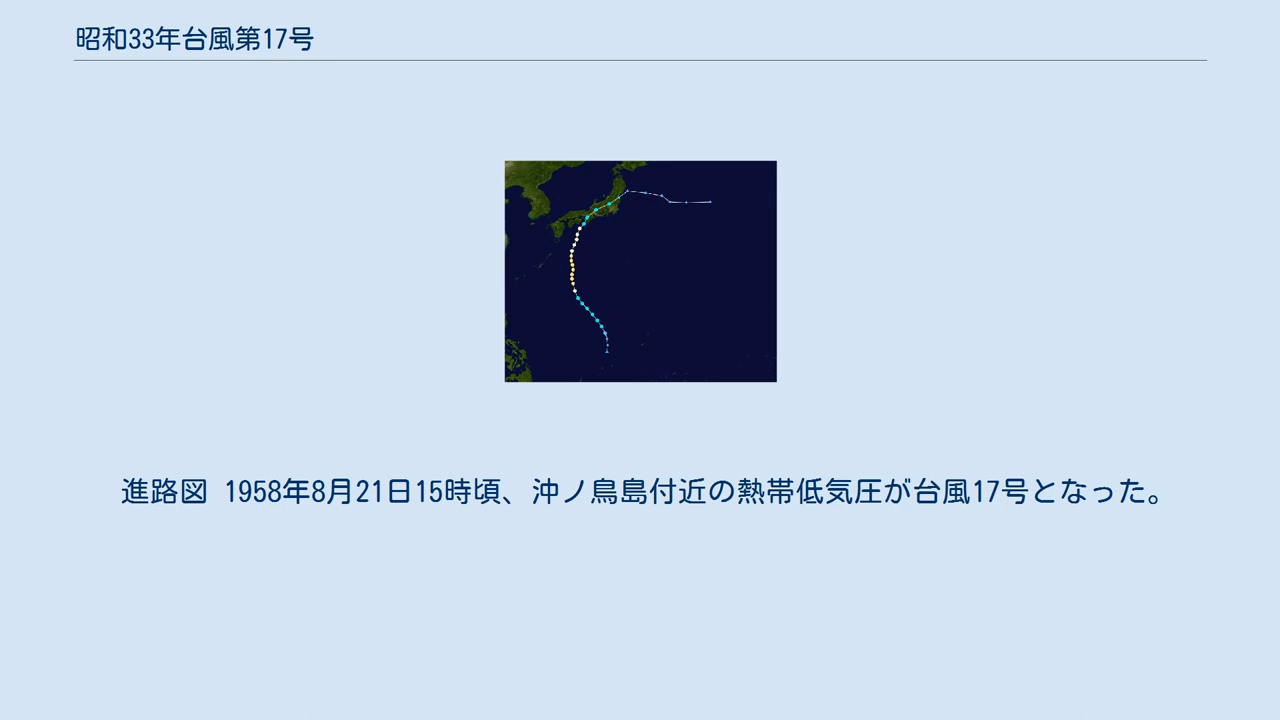 昭和33年台風第17号
進路図 1958年8月21日15時頃、沖ノ鳥島付近の熱帯低気圧が台風17号となった。